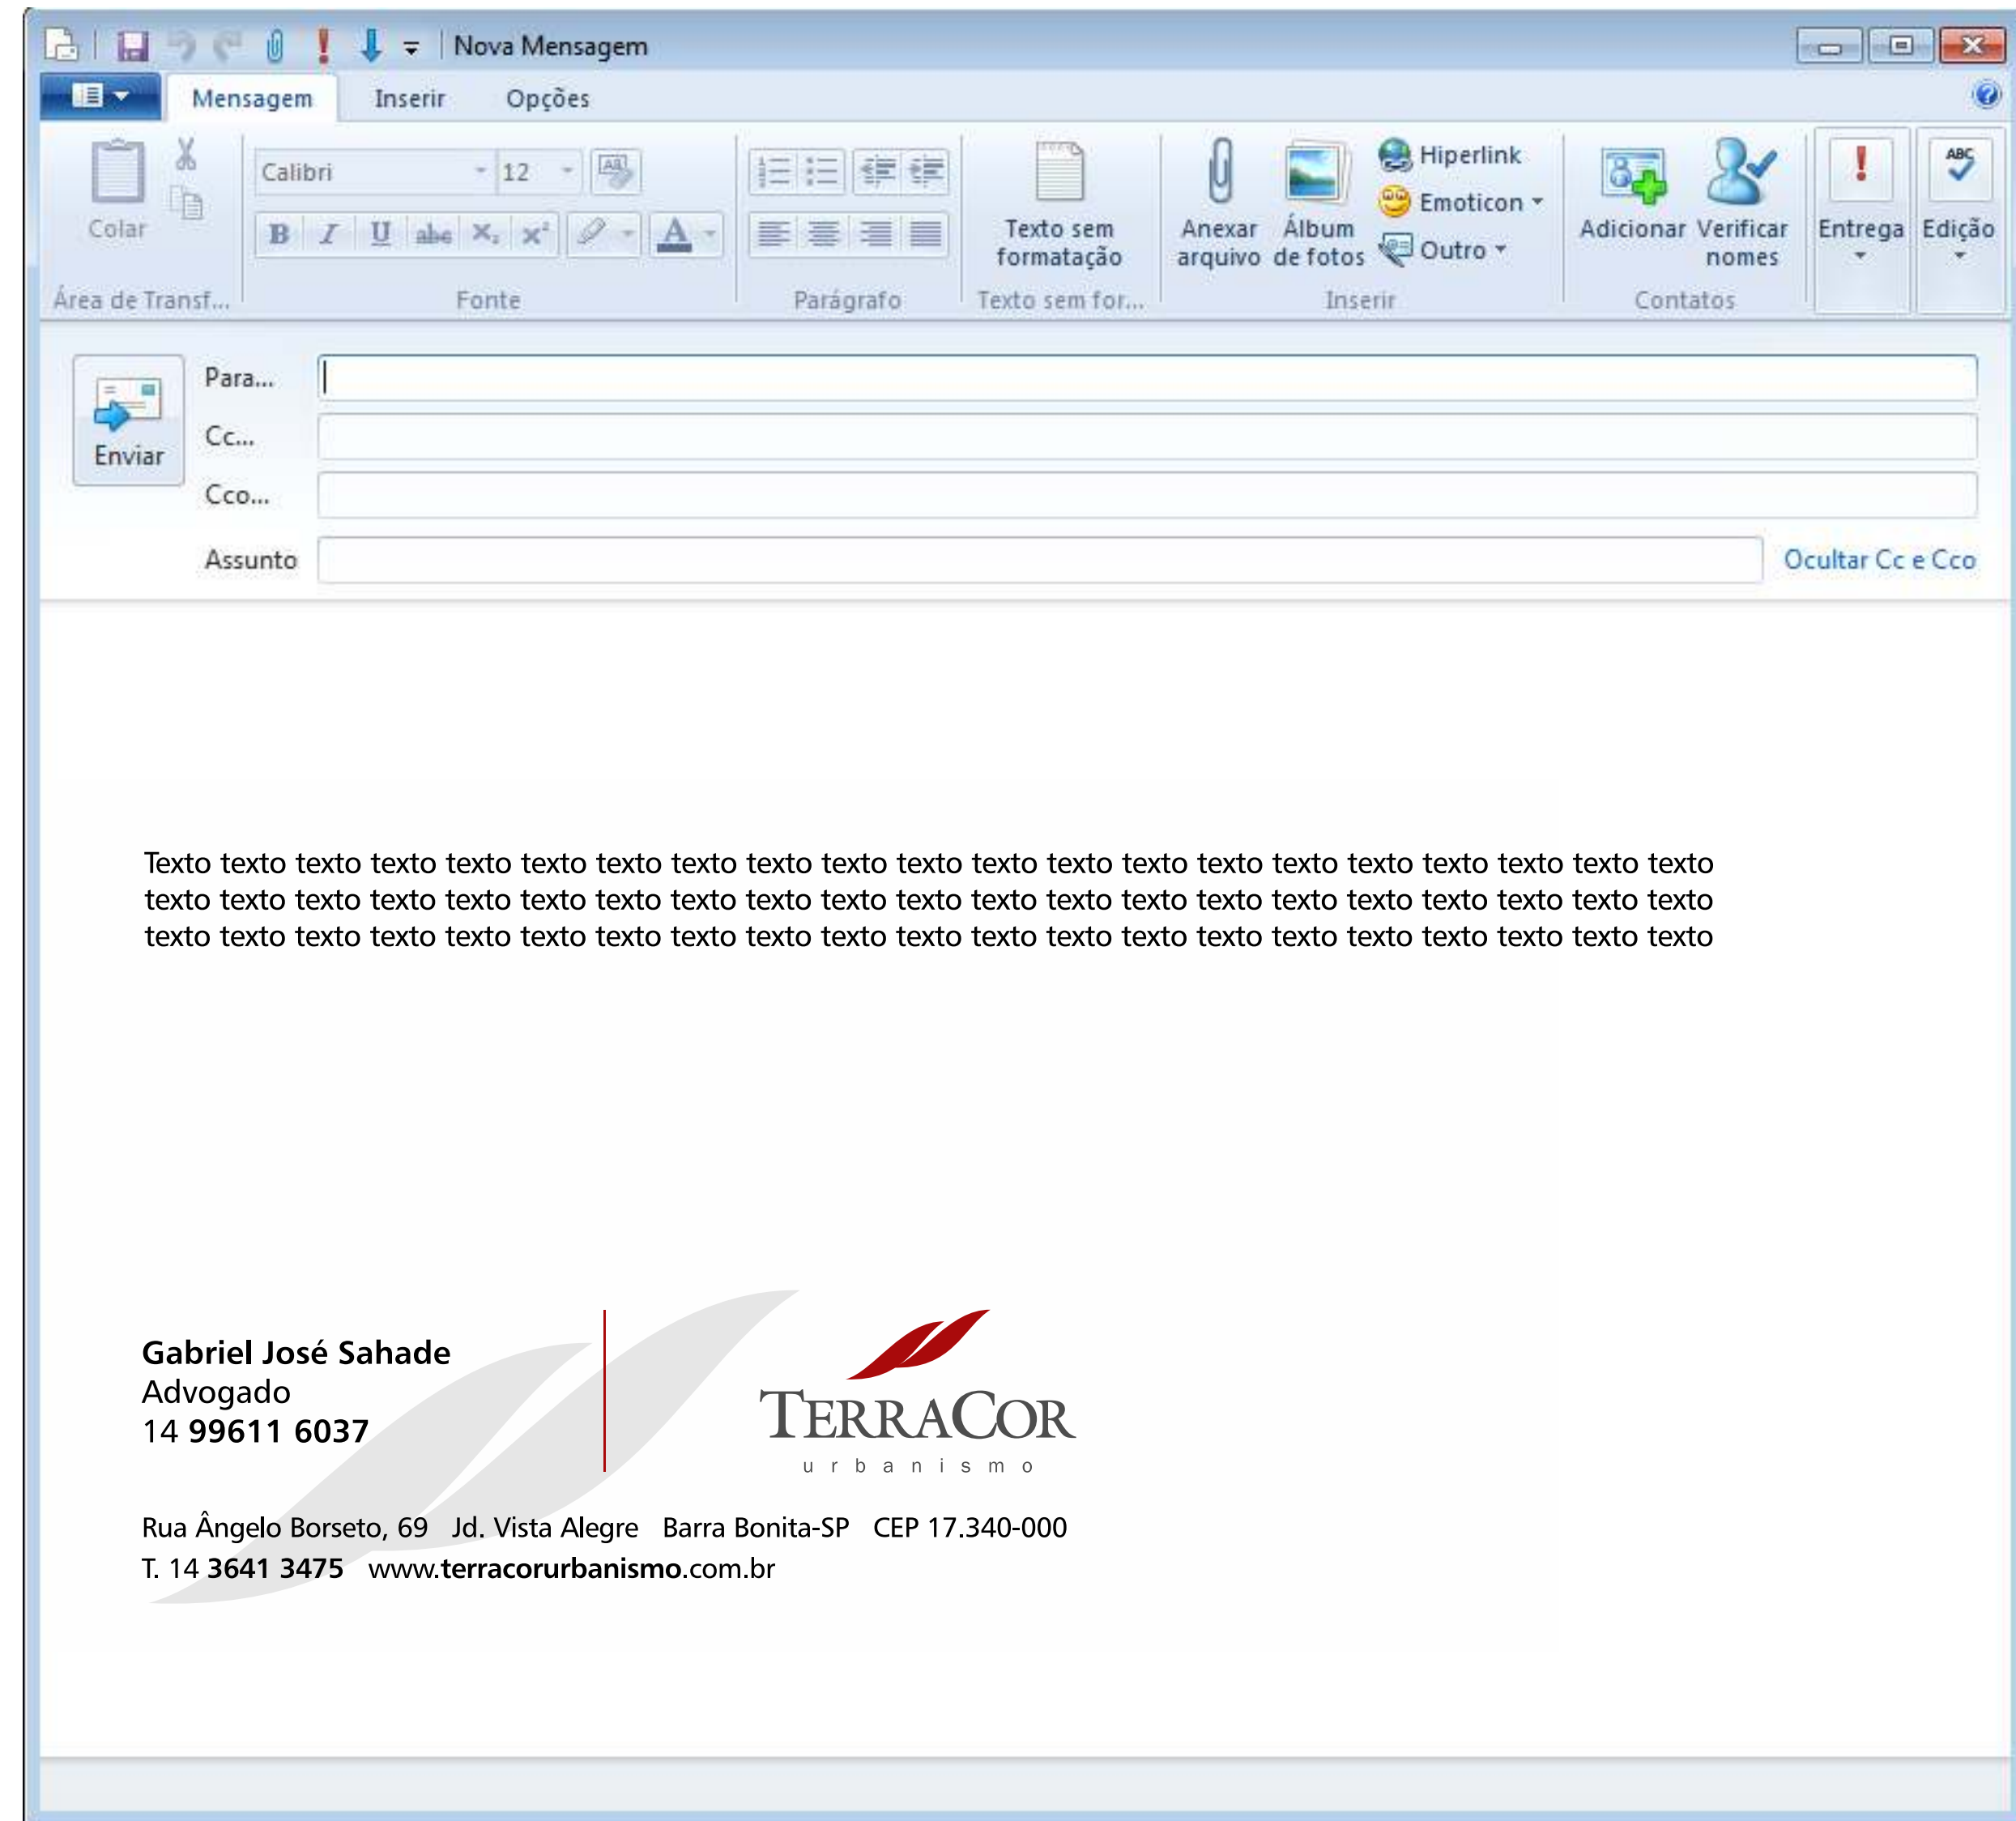 Nova Mensagem
Mensagem Inserir Opções
Colar
Calibri 12
B I U abc X₂ X² A
Área de Transf... Fonte Parágrafo
Texto sem formatação
Texto sem for...
Anexar arquivo
Álbum de fotos
Hiperlink
Emoticon
Outro
Inserir
Adicionar
Verificar nomes
Contatos
Entrega
ABC
Edição
Enviar
Para...
Cc...
Cco...
Assunto
Ocultar Cc e Cco
Texto texto texto texto texto texto texto texto texto texto texto texto texto texto texto texto texto texto texto texto texto
texto texto texto texto texto texto texto texto texto texto texto texto texto texto texto texto texto texto texto texto texto
texto texto texto texto texto texto texto texto texto texto texto texto texto texto texto texto texto texto texto texto texto
Gabriel José Sahade
Advogado
14 99611 6037
TERRACOR
urbanismo
Rua Ângelo Borseto, 69 Jd. Vista Alegre Barra Bonita-SP CEP 17.340-000
T. 14 3641 3475 www.terracorurbanismo.com.br